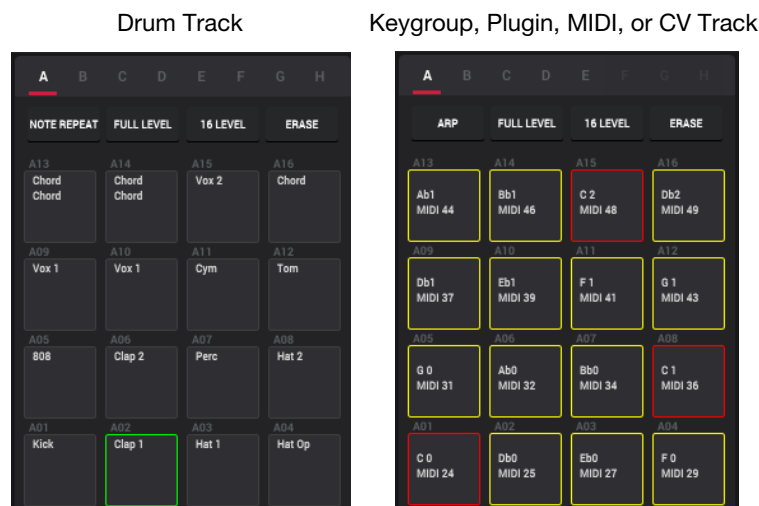 Drum Track
A B C D E F G H
NOTE REPEAT FULL LEVEL 16 LEVEL ERASE
A13 A14 A15 A16
Chord Chord Vox 2 Chord
Chord Chord
A09 A10 A11 A12
Vox 1 Vox 1 Cym Tom
A05 A06 A07 A08
808 Clap 2 Perc Hat 2
A01 A02 A03 A04
Kick Clap 1 Hat 1 Hat Op
Keygroup, Plugin, MIDI, or CV Track
A B C D E F G H
ARP FULL LEVEL 16 LEVEL ERASE
A13 A14 A15 A16
Ab1 Bb1 C 2 Db2
MIDI 44 MIDI 46 MIDI 48 MIDI 49
A09 A10 A11 A12
Db1 Eb1 F 1 G 1
MIDI 37 MIDI 39 MIDI 41 MIDI 43
A05 A06 A07 A08
G 0 Ab0 Bb0 C 1
MIDI 31 MIDI 32 MIDI 34 MIDI 36
A01 A02 A03 A04
C 0 Db0 Eb0 F 0
MIDI 24 MIDI 25 MIDI 27 MIDI 29